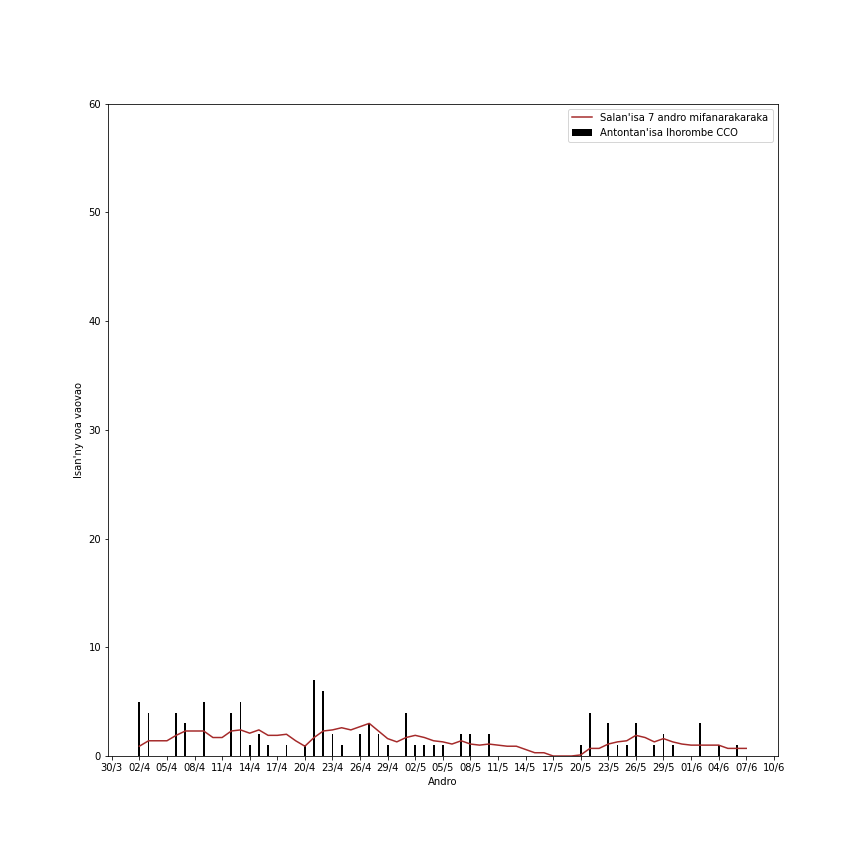 Salan'isa 7 andro mifanarakaraka
Antontan'isa Ihorombe CCO
60
50
40
30
20
10
0
Isan'ny voa vaovao
30/3 02/4 05/4 08/4 11/4 14/4 17/4 20/4 23/4 26/4 29/4 02/5 05/5 08/5 11/5 14/5 17/5 20/5 23/5 26/5 29/5 01/6 04/6 07/6 10/6
Andro